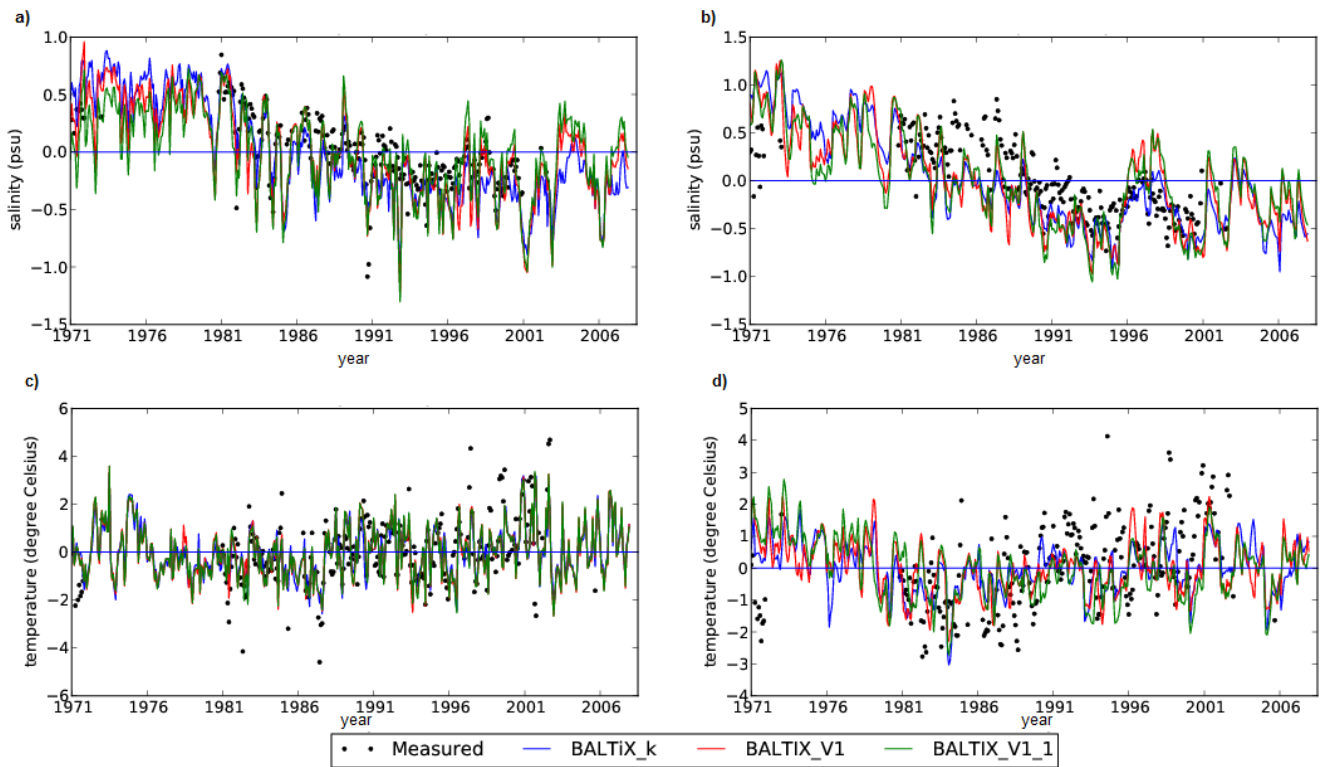 a)
1.0
0.5
0.0
−0.5
−1.0
−1.5
salinity (psu)
1971 1976 1981 1986 1991 1996 2001 2006
year
b)
1.5
1.0
0.5
0.0
−0.5
−1.0
−1.5
salinity (psu)
1971 1976 1981 1986 1991 1996 2001 2006
year
c)
6
4
2
0
−2
−4
−6
temperature (degree Celsius)
1971 1976 1981 1986 1991 1996 2001 2006
year
d)
5
4
3
2
1
0
−1
−2
−3
−4
temperature (degree Celsius)
1971 1976 1981 1986 1991 1996 2001 2006
year
Measured BALTiX_k BALTIX_V1 BALTIX_V1_1